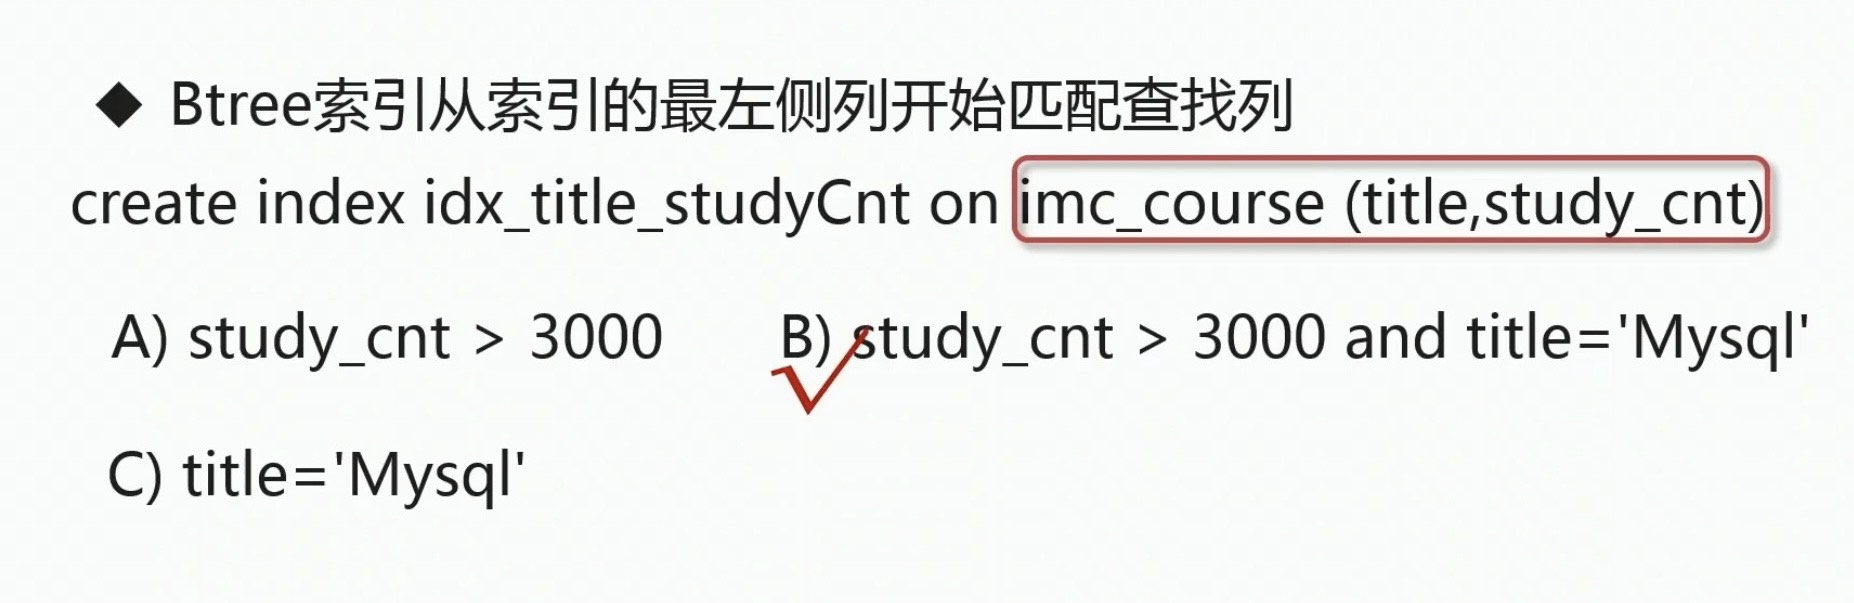 ◆ Btree索引从索引的最左侧列开始匹配查找列
create index idx_title_studyCnt on imc_course (title,study_cnt)
A) study_cnt > 3000 B) study_cnt > 3000 and title='Mysql'
C) title='Mysql'